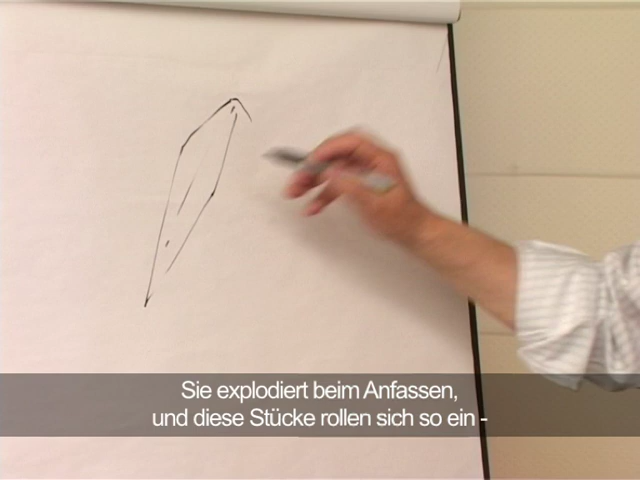 Sie explodiert beim Anfassen,
und diese Stücke rollen sich so ein -